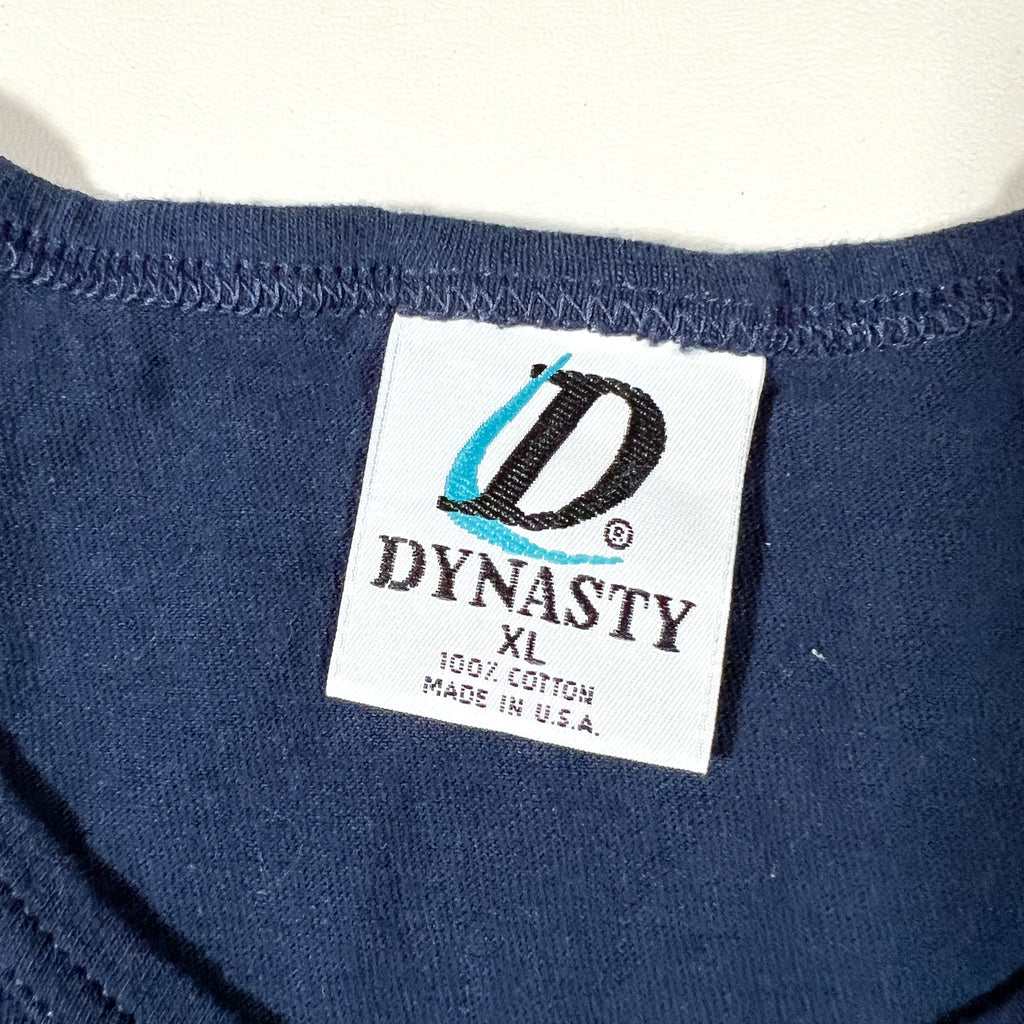 D®
DYNASTY
XL
100% COTTON
MADE IN U.S.A.